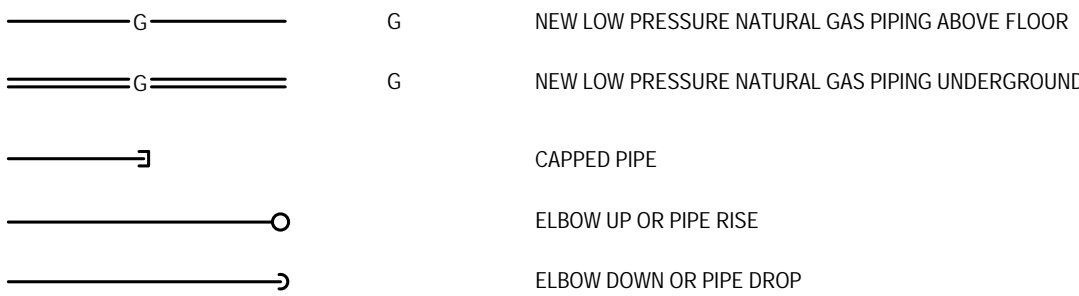 G G NEW LOW PRESSURE NATURAL GAS PIPING ABOVE FLOOR
G G NEW LOW PRESSURE NATURAL GAS PIPING UNDERGROUND
CAPPED PIPE
ELBOW UP OR PIPE RISE
ELBOW DOWN OR PIPE DROP